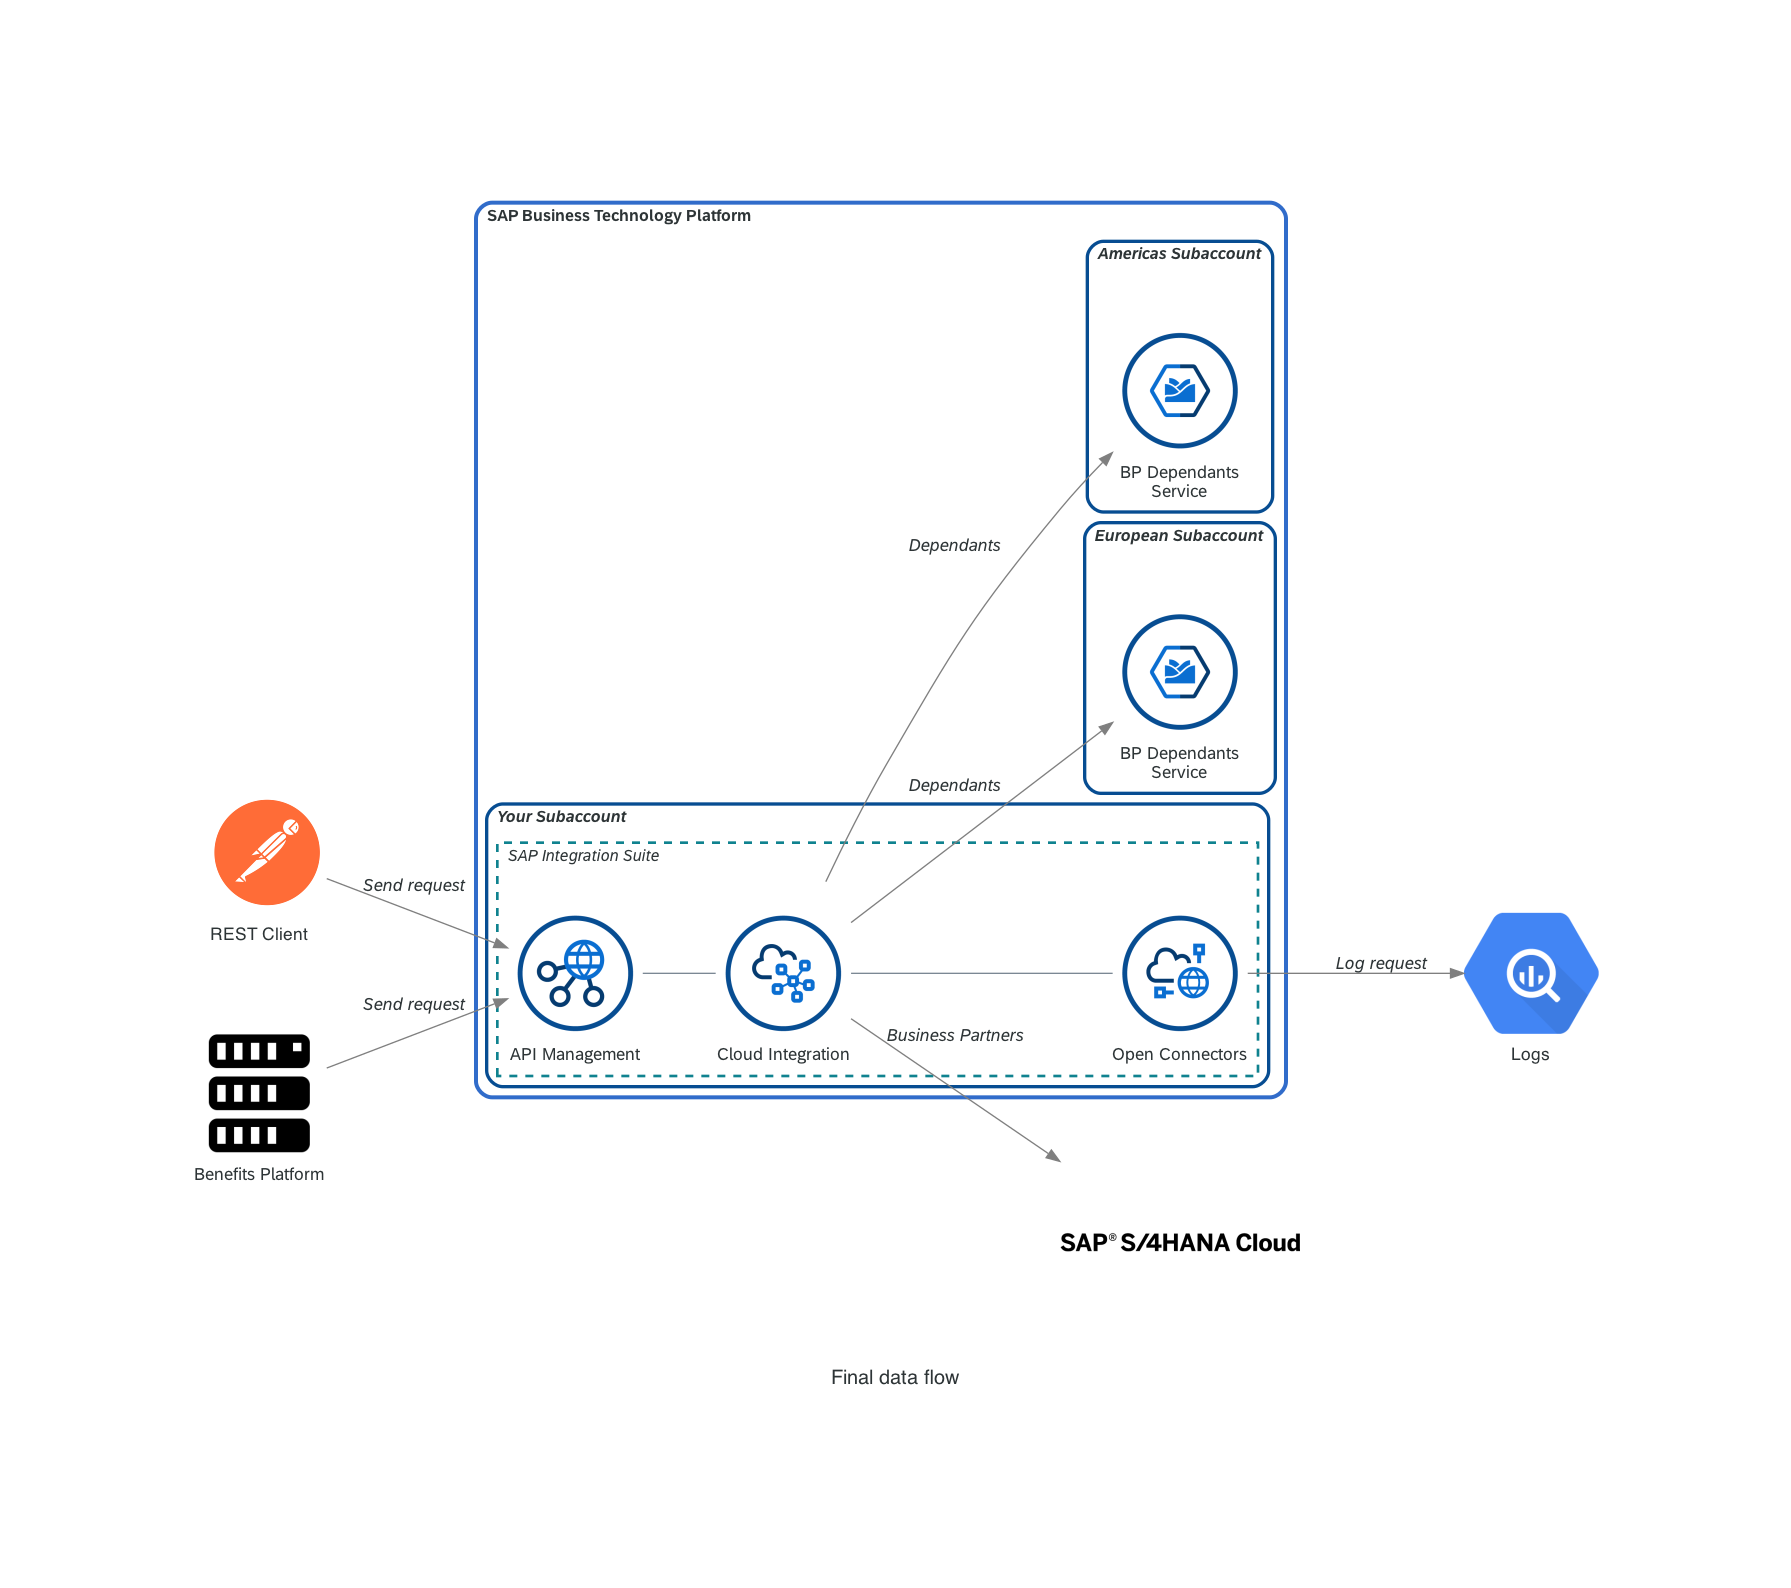 SAP Business Technology Platform
Americas Subaccount
BP Dependants
Service
Dependants
European Subaccount
BP Dependants
Service
Dependants
Your Subaccount
SAP Integration Suite
Send request
REST Client
Send request
Benefits Platform
API Management
Cloud Integration
Business Partners
Open Connectors
Log request
Logs
SAP® S/4HANA Cloud
Final data flow